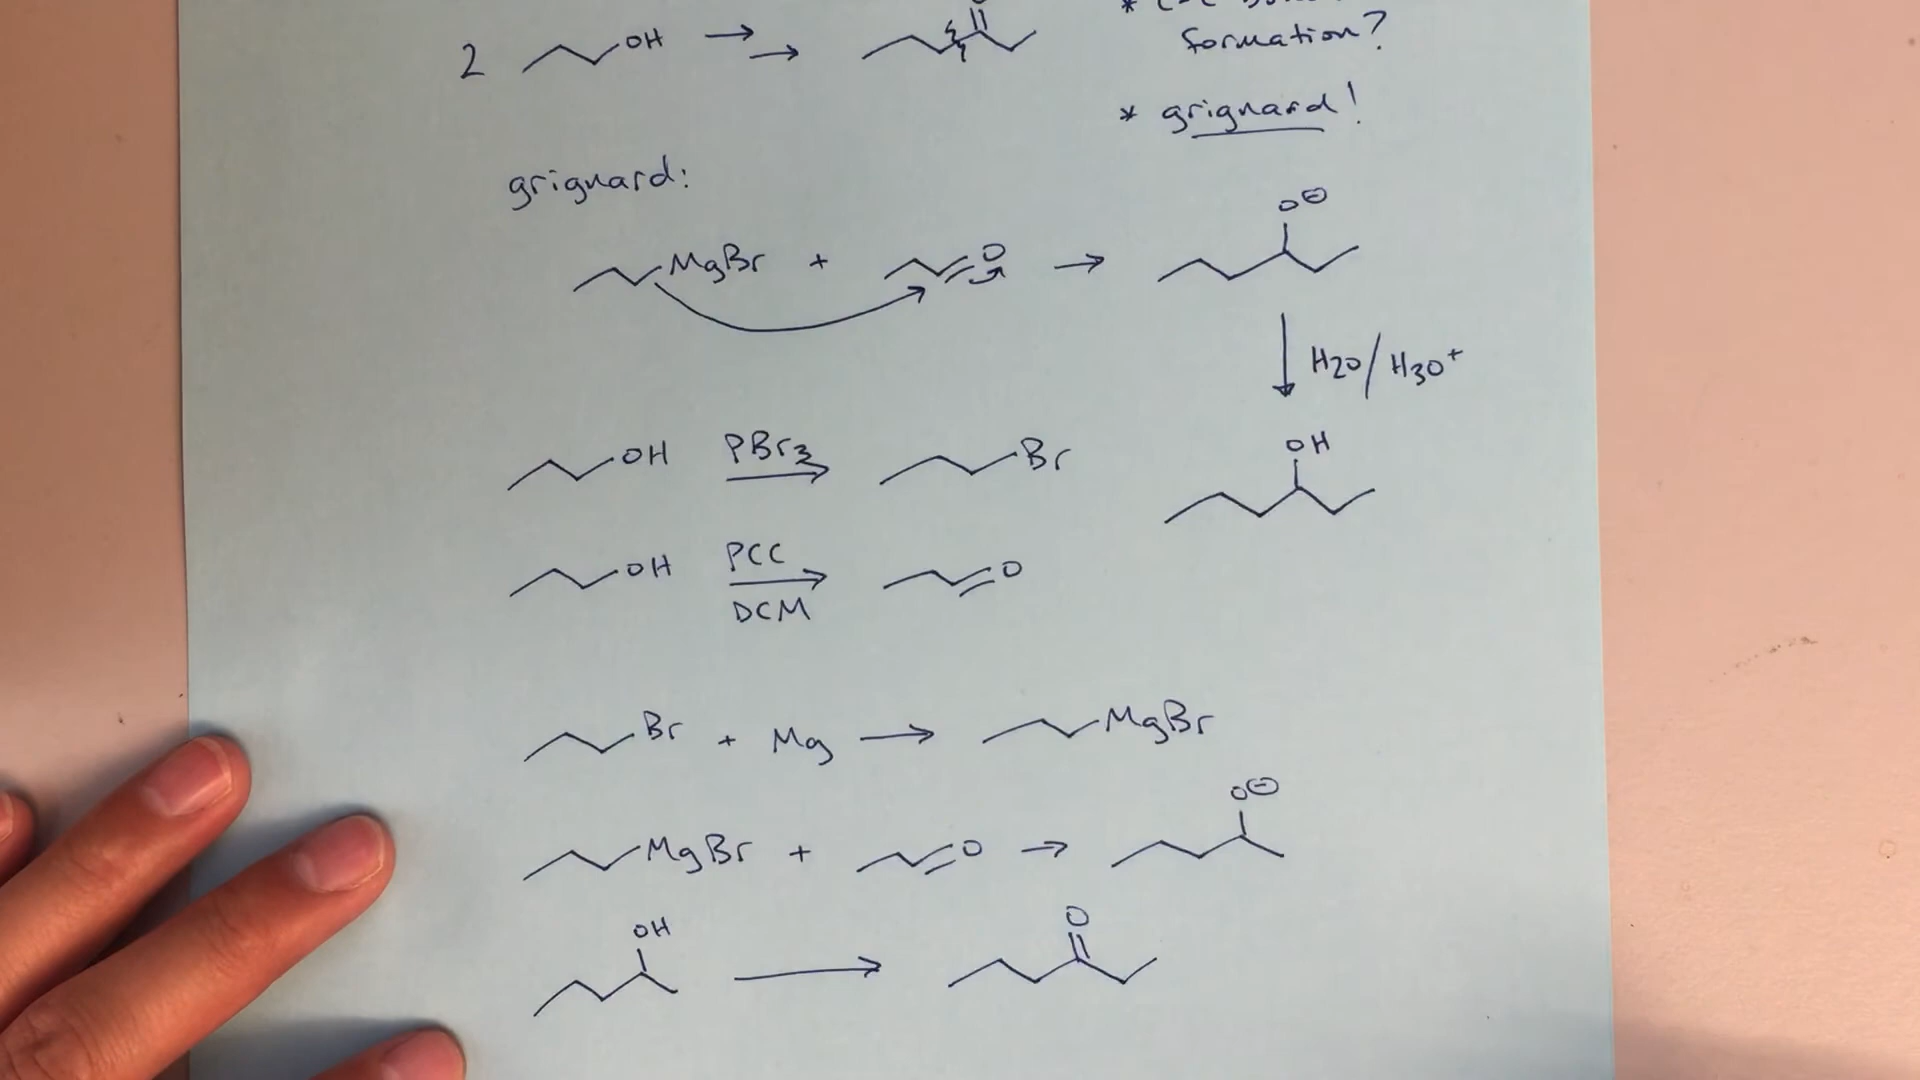 2 OH → → O
* C-C
formation?
* grignard!
grignard:
MgBr + O → O⊖
H2O/H3O+
OH PBr3 Br OH
OH PCC O
DCM
Br + Mg → MgBr
MgBr + O → O⊖
OH → O